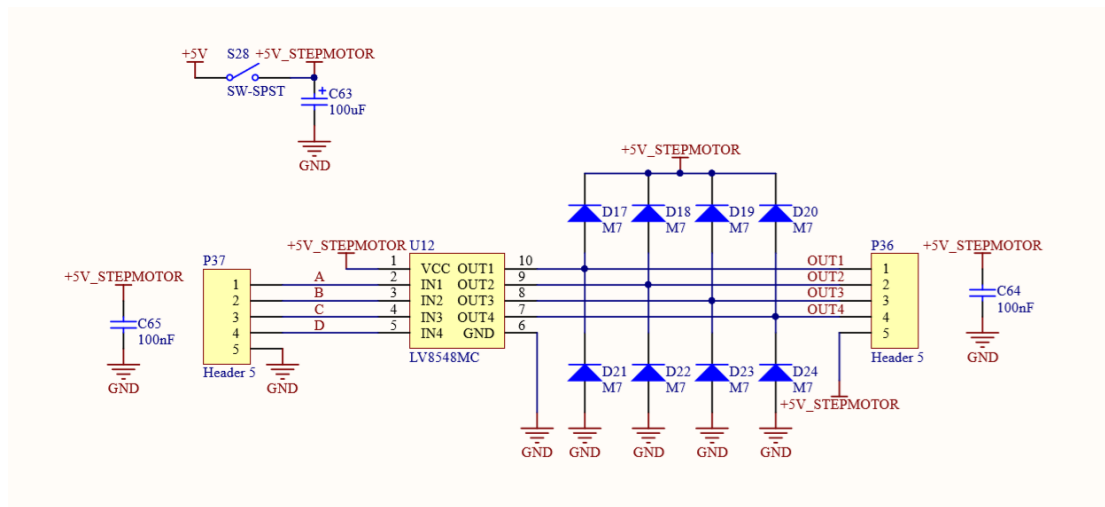 +5V
S28
+5V_STEPMOTOR
SW-SPST
C63
100uF
GND
+5V_STEPMOTOR
D17
M7
D18
M7
D19
M7
D20
M7
+5V_STEPMOTOR
C65
100nF
GND
P37
1
2
3
4
5
Header 5
GND
A
B
C
D
+5V_STEPMOTOR
U12
1
2
3
4
5
VCC OUT1
IN1 OUT2
IN2 OUT3
IN3 OUT4
IN4 GND
10
9
8
7
6
LV8548MC
GND
D21
M7
D22
M7
D23
M7
D24
M7
GND
GND
GND
GND
OUT1
OUT2
OUT3
OUT4
P36
1
2
3
4
5
Header 5
+5V_STEPMOTOR
+5V_STEPMOTOR
C64
100nF
GND